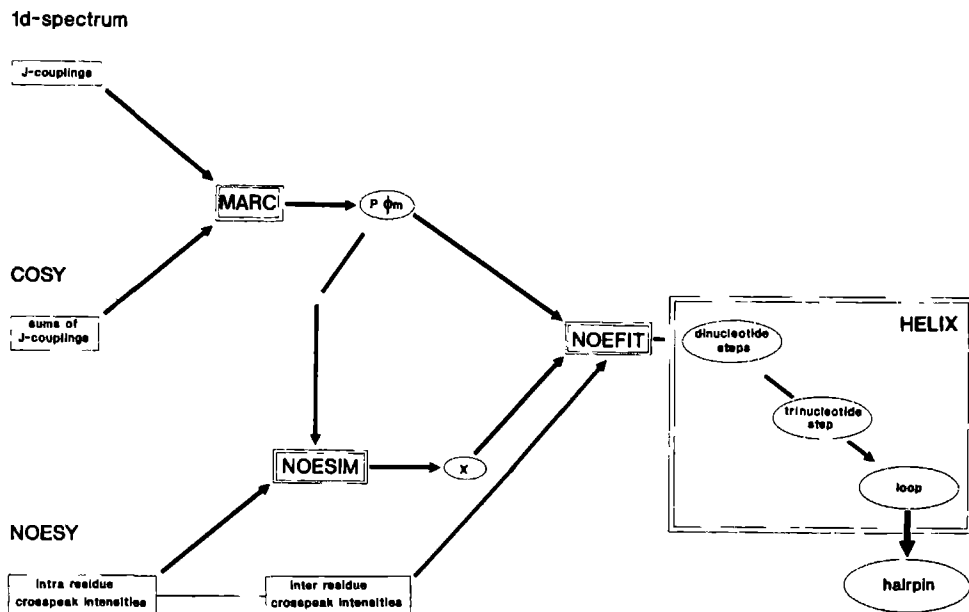 1d-spectrum
J-couplings
MARC
P ϕm
COSY
sums of
J-couplings
HELIX
NOEFIT
dinucleotide
steps
trinucleotide
step
NOESIM
x
loop
NOESY
intra residue
crosspeak intensities
inter residue
crosspeak intensities
hairpin